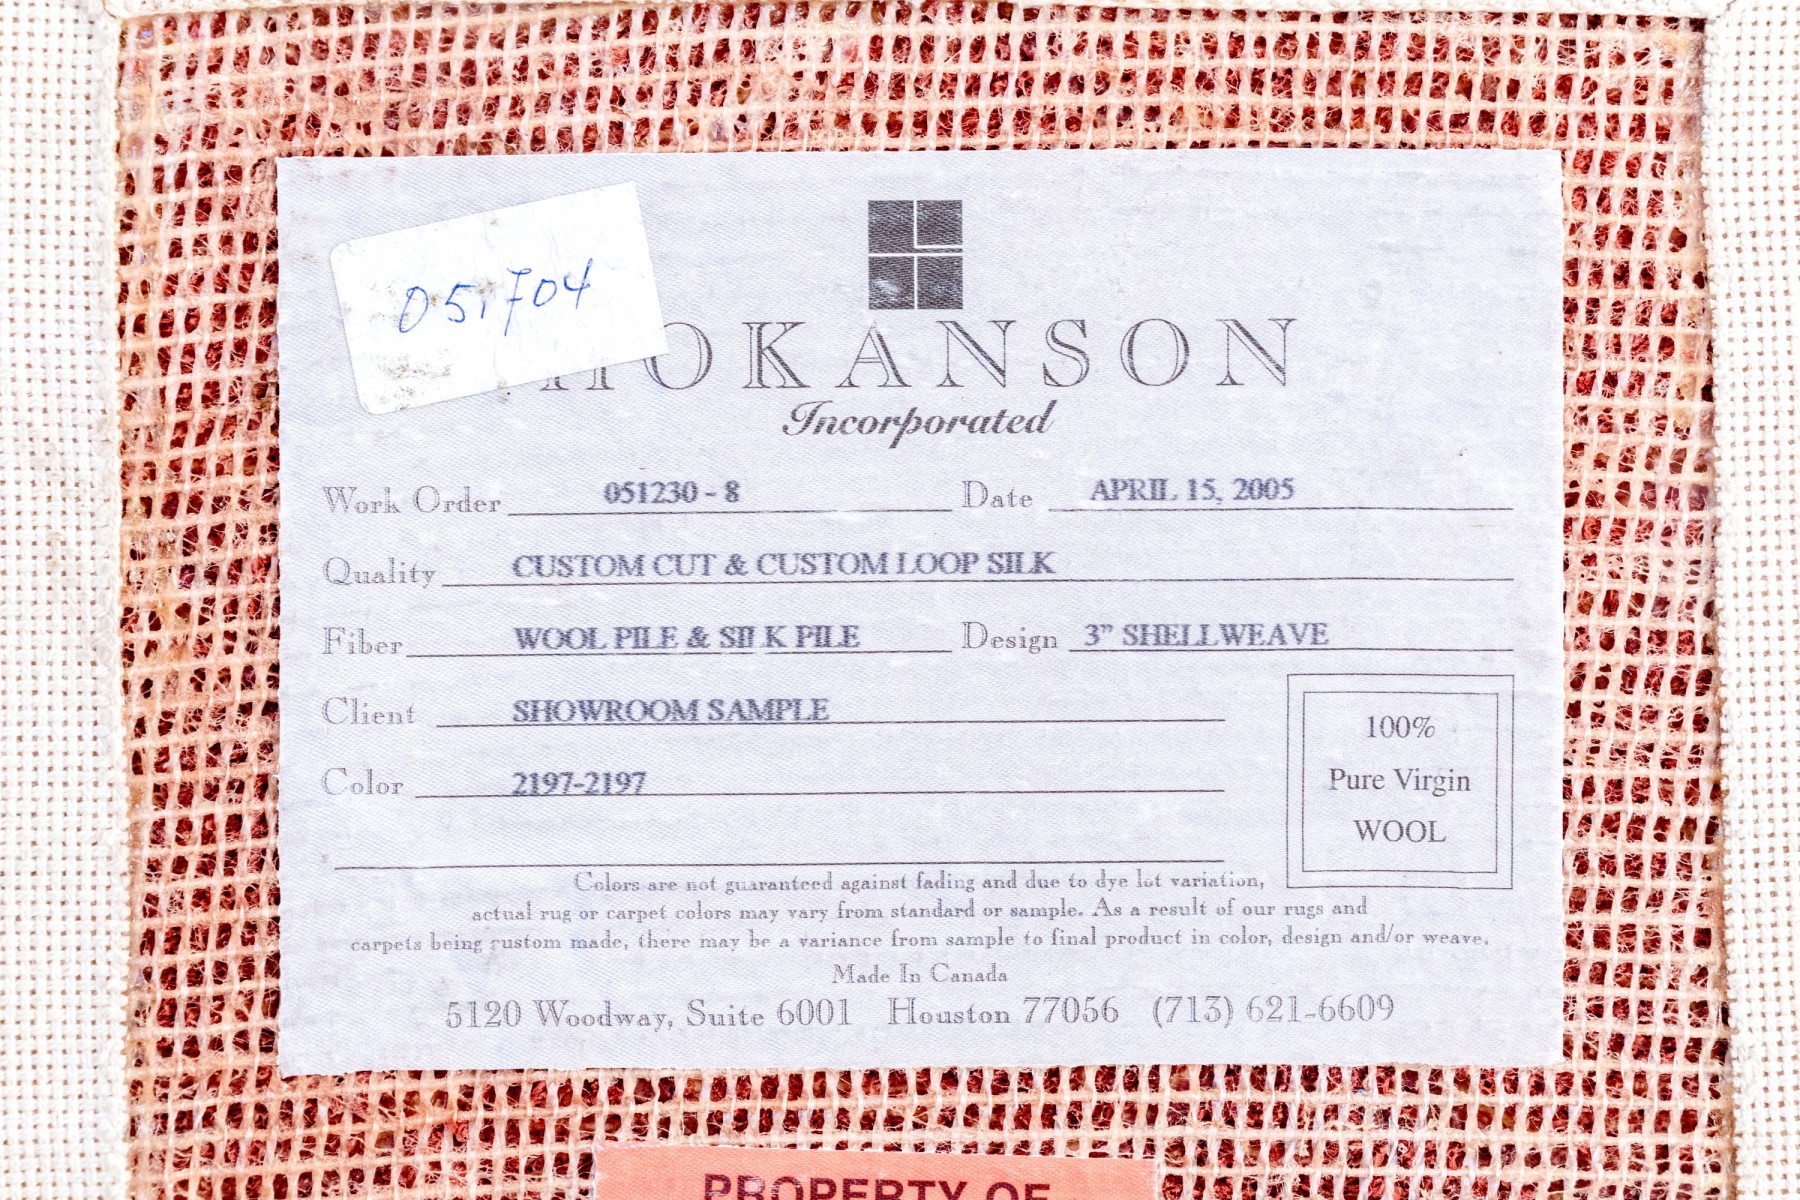 051704
HOKANSON
Incorporated
Work Order 051230 - 8 Date APRIL 15, 2005
Quality CUSTOM CUT & CUSTOM LOOP SILK
Fiber WOOL PILE & SILK PILE Design 3” SHELLWEAVE
Client SHOWROOM SAMPLE
Color 2197-2197
100%
Pure Virgin
WOOL
Colors are not guaranteed against fading and due to dye lot variation,
actual rug or carpet colors may vary from standard or sample. As a result of our rugs and
carpets being custom made, there may be a variance from sample to final product in color, design and/or weave.
Made In Canada
5120 Woodway, Suite 6001 Houston 77056 (713) 621-6609
PROPERTY OF